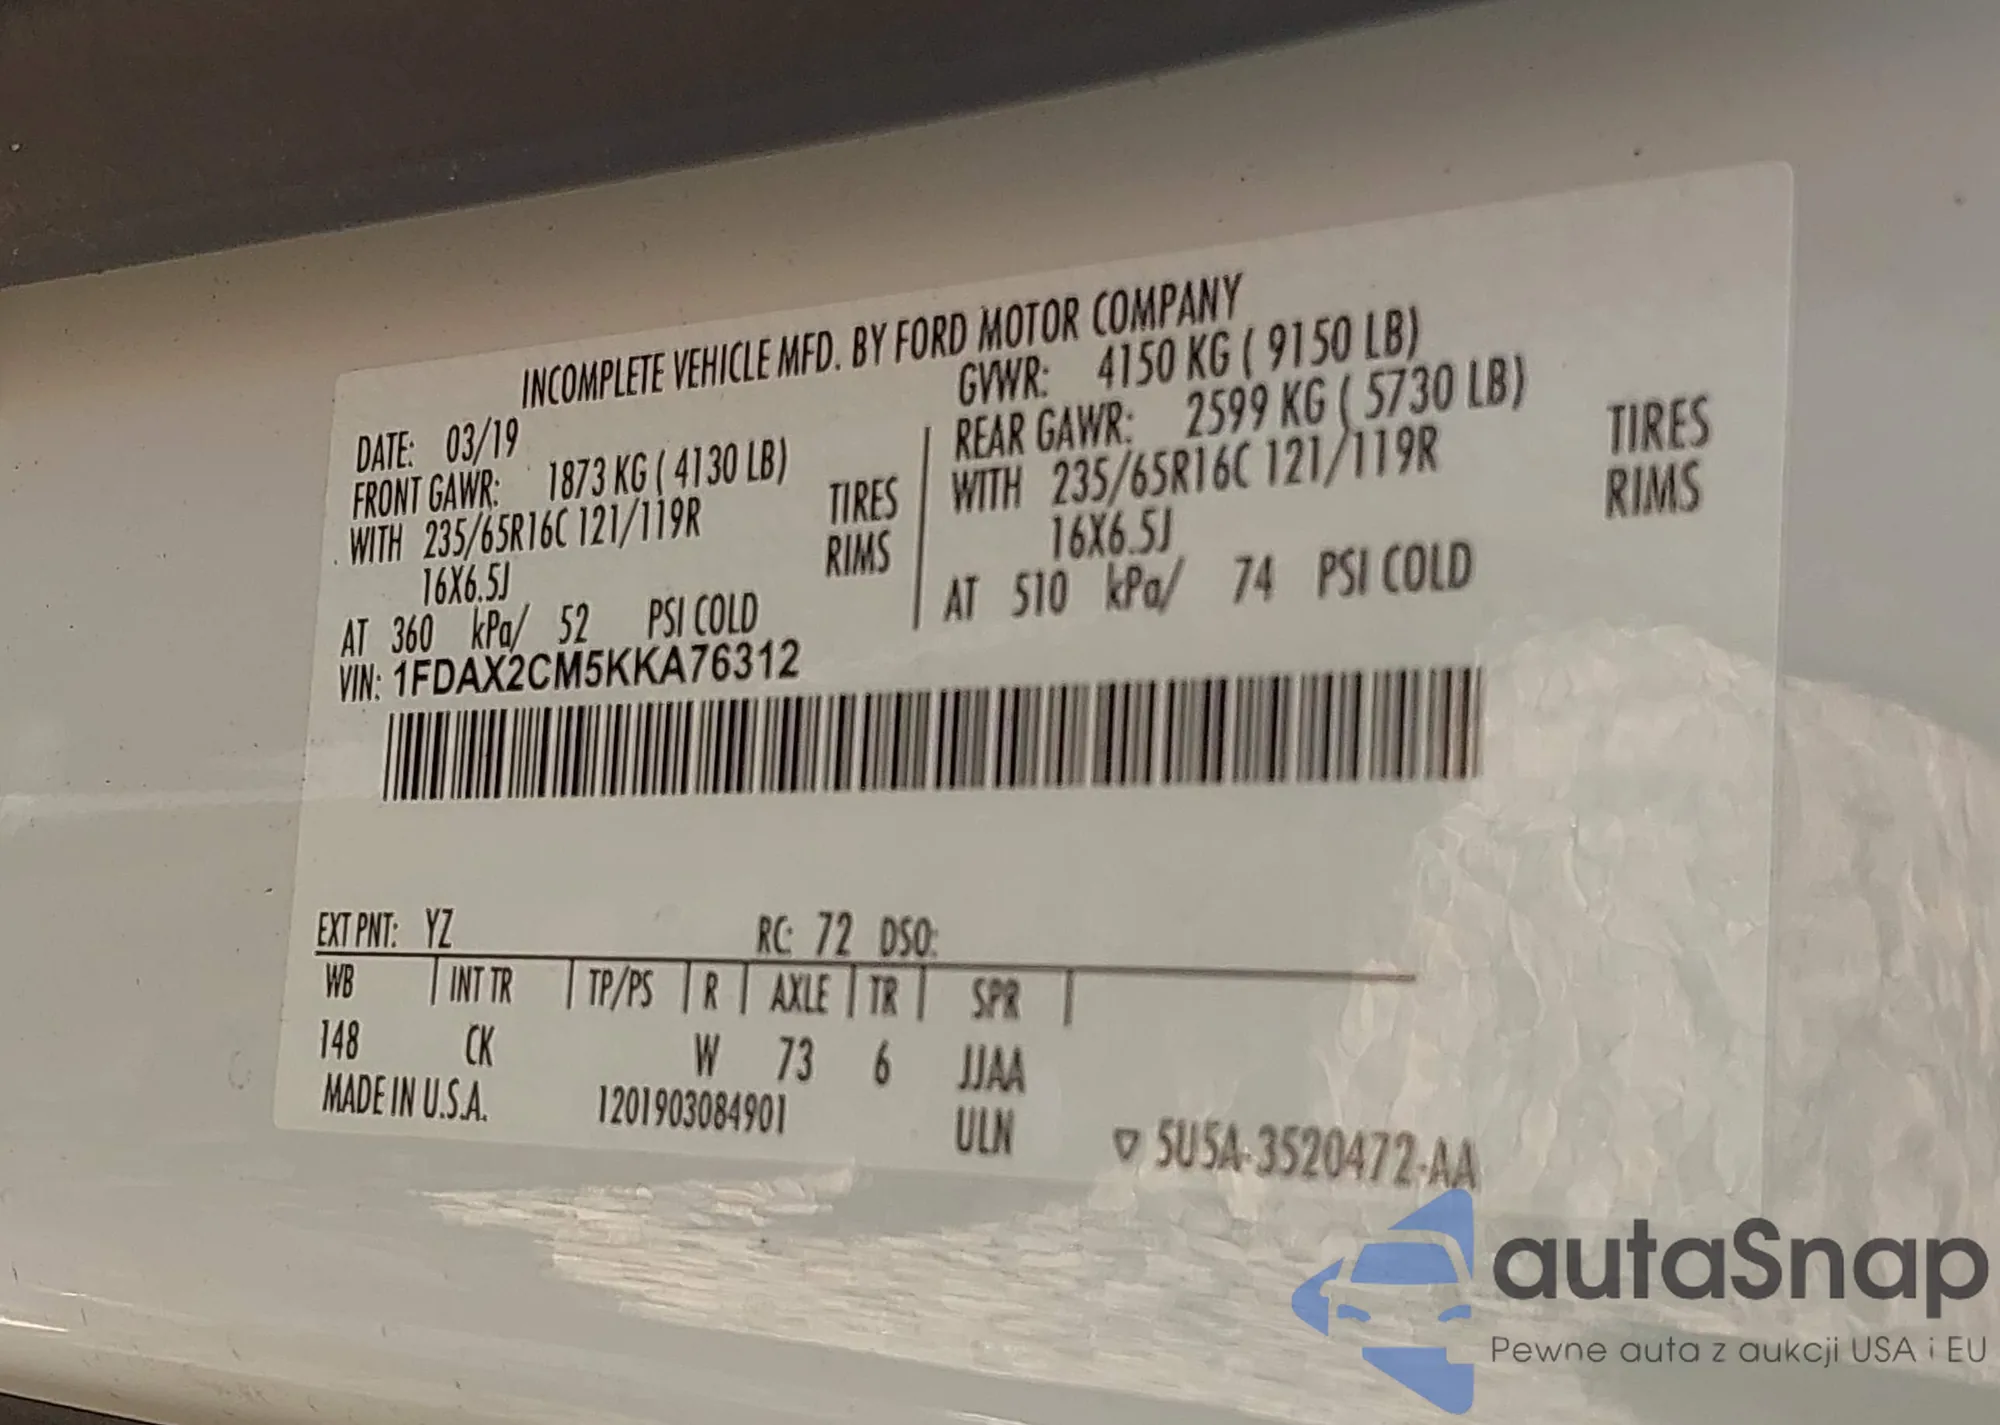 INCOMPLETE VEHICLE MFD. BY FORD MOTOR COMPANY
DATE: 03/19 GVWR: 4150 KG ( 9150 LB)
FRONT GAWR: 1873 KG ( 4130 LB) REAR GAWR: 2599 KG ( 5730 LB)
WITH 235/65R16C 121/119R TIRES WITH 235/65R16C 121/119R TIRES
16X6.5J RIMS 16X6.5J RIMS
AT 360 kPa/ 52 PSI COLD AT 510 kPa/ 74 PSI COLD
VIN: 1FDAX2CM5KKA76312
EXT PNT: YZ RC: 72 DSO:
WB INT TR TP/PS R AXLE TR SPR
148 CK W 73 6 JJAA
MADE IN U.S.A. 1201903084901 ULN ▽ 5U5A-3520472-AA
autaSnap
Pewne auta z aukcji USA i EU